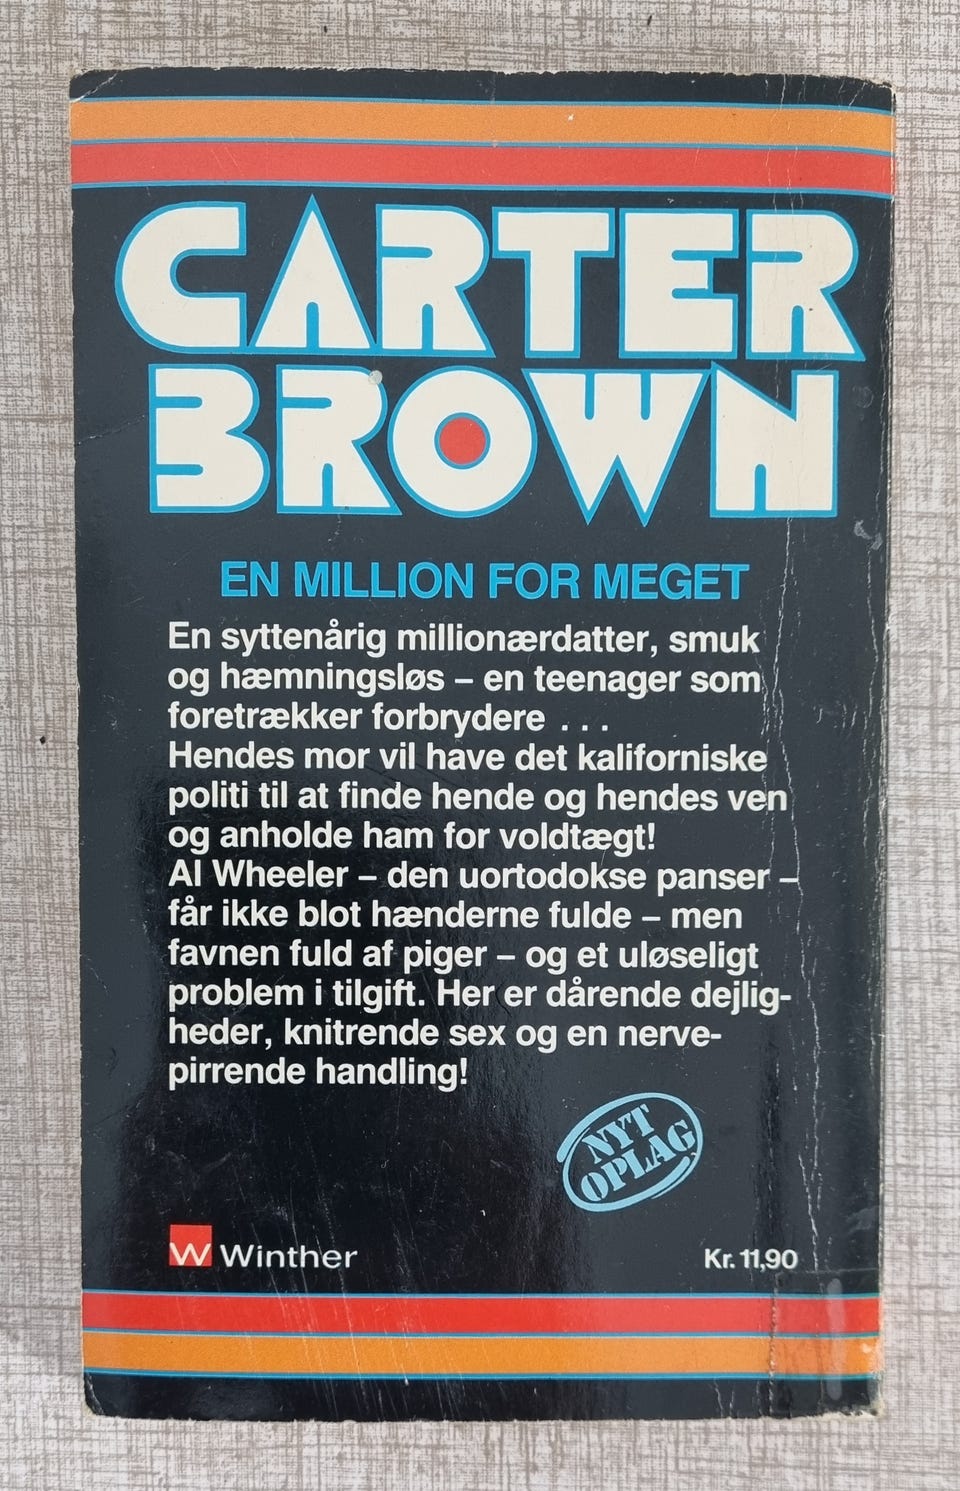 CARTER
BROWN
EN MILLION FOR MEGET
En syttenårig millionærdatter, smuk
og hæmningsløs – en teenager som
foretrækker forbrydere . . .
Hendes mor vil have det kaliforniske
politi til at finde hende og hendes ven
og anholde ham for voldtægt!
Al Wheeler – den uortodokse panser –
får ikke blot hænderne fulde – men
favnen fuld af piger – og et uløseligt
problem i tilgift. Her er dårende dejlig-
heder, knitrende sex og en nerve-
pirrende handling!
NYT
OPLAG
W Winther
Kr. 11,90